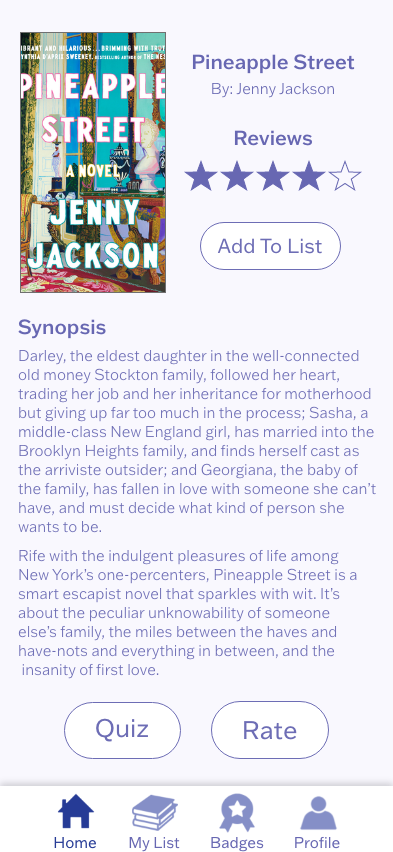 IBRANT AND HILARIOUS ... BRIMMING WITH TRUT
YNTHIA D'APRIX SWEENEY, BESTSELLING AUTHOR OF THE NES
PINEAPPLE
STREET
A NOVEL
JENNY
JACKSON
Pineapple Street
By: Jenny Jackson
Reviews
Add To List
Synopsis
Darley, the eldest daughter in the well-connected
old money Stockton family, followed her heart,
trading her job and her inheritance for motherhood
but giving up far too much in the process; Sasha, a
middle-class New England girl, has married into the
Brooklyn Heights family, and finds herself cast as
the arriviste outsider; and Georgiana, the baby of
the family, has fallen in love with someone she can't
have, and must decide what kind of person she
wants to be.
Rife with the indulgent pleasures of life among
New York's one-percenters, Pineapple Street is a
smart escapist novel that sparkles with wit. It's
about the peculiar unknowability of someone
else's family, the miles between the haves and
have-nots and everything in between, and the
insanity of first love.
Quiz
Rate
Home
My List
Badges
Profile